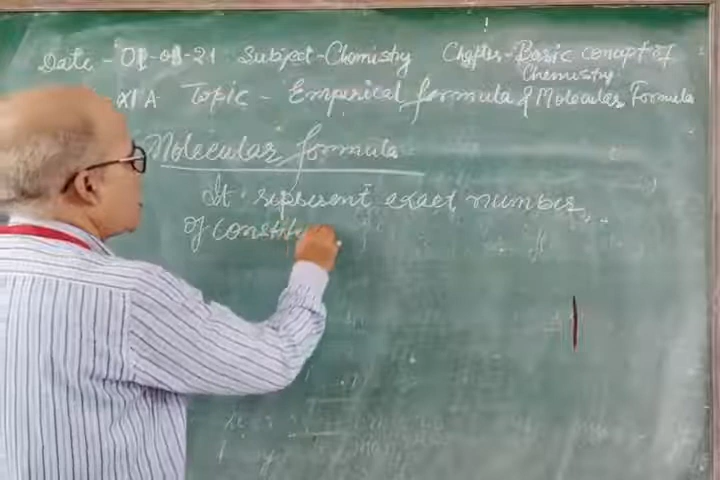 Date - 01-09-21 Subject - Chemistry Chapter - Basic concept of
Chemistry
XI A Topic - Empirical formula & Molecular Formula
Molecular formula
It represent exact number
of constitu